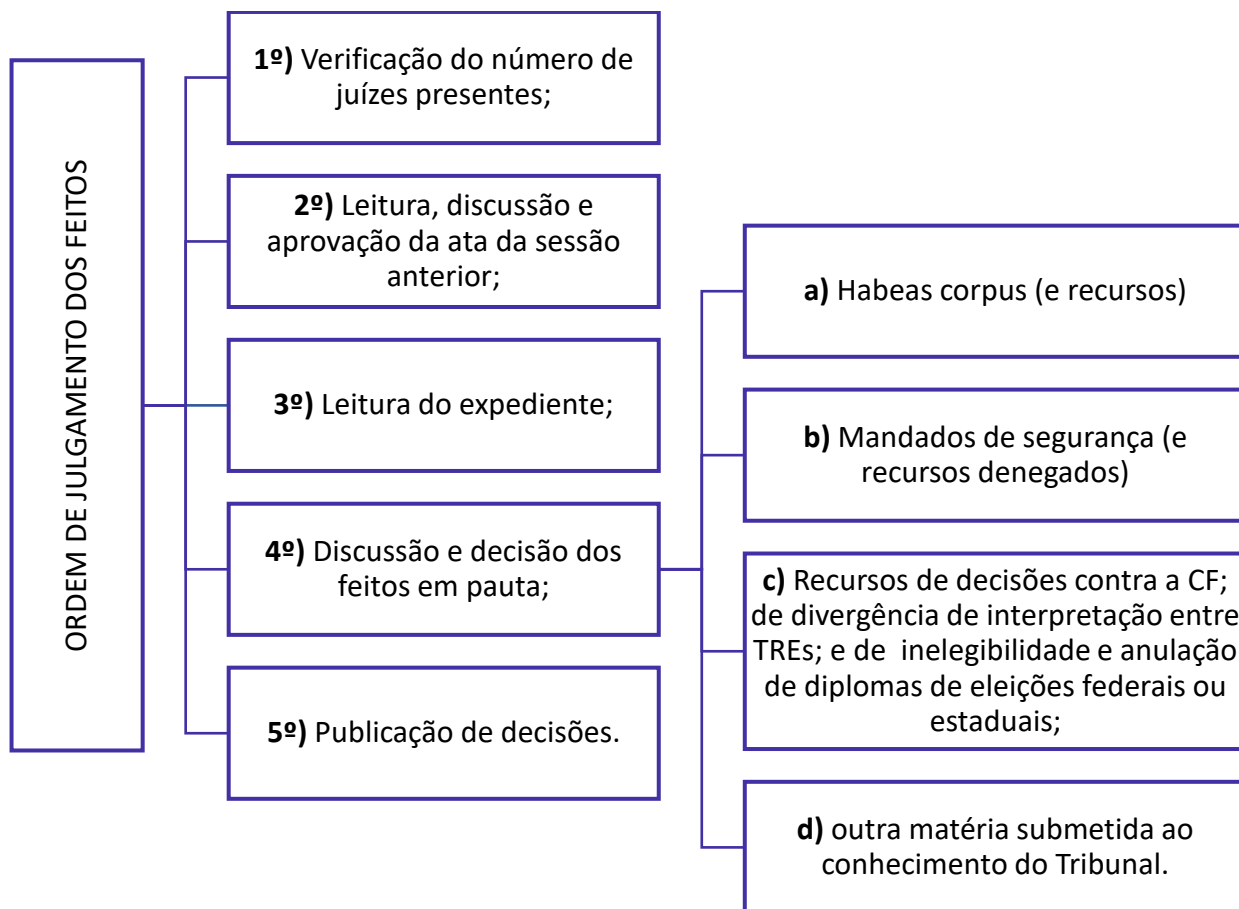 ORDEM DE JULGAMENTO DOS FEITOS
1º) Verificação do número de
juízes presentes;
2º) Leitura, discussão e
aprovação da ata da sessão
anterior;
3º) Leitura do expediente;
4º) Discussão e decisão dos
feitos em pauta;
5º) Publicação de decisões.
a) Habeas corpus (e recursos)
b) Mandados de segurança (e
recursos denegados)
c) Recursos de decisões contra a CF;
de divergência de interpretação entre
TREs; e de inelegibilidade e anulação
de diplomas de eleições federais ou
estaduais;
d) outra matéria submetida ao
conhecimento do Tribunal.